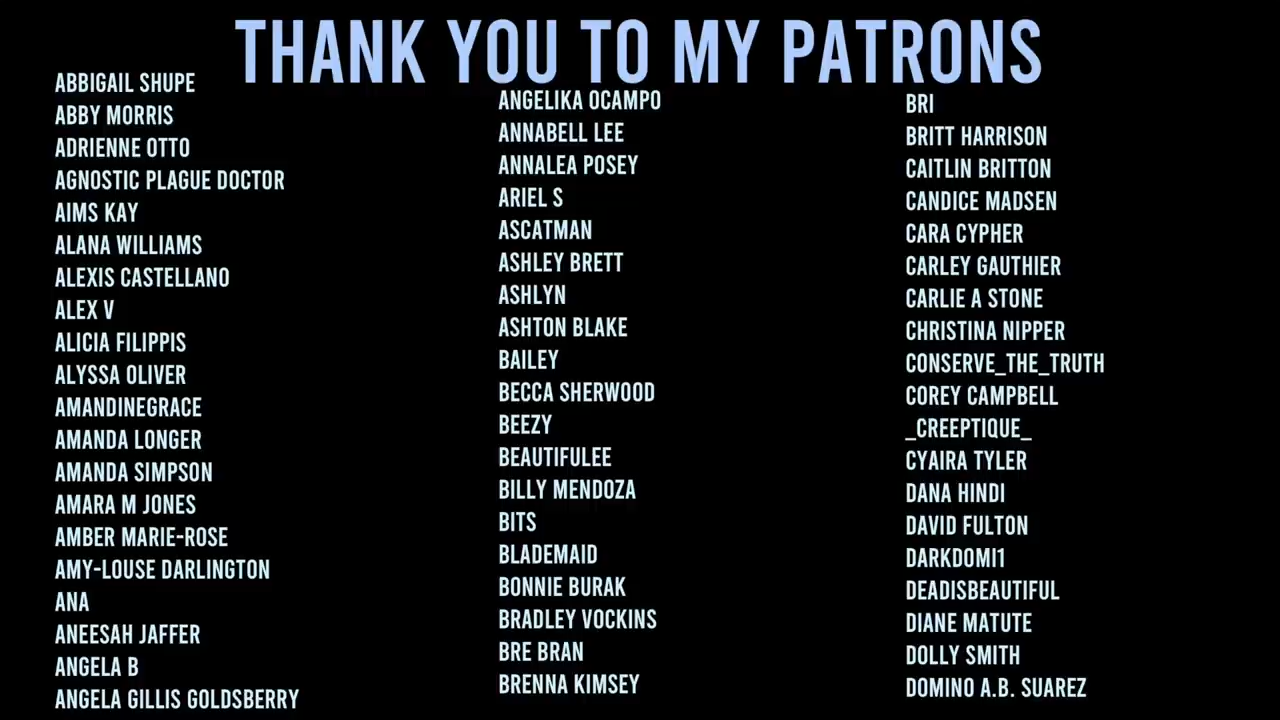 THANK YOU TO MY PATRONS
ABBIGAIL SHUPE
ABBY MORRIS
ADRIENNE OTTO
AGNOSTIC PLAGUE DOCTOR
AIMS KAY
ALANA WILLIAMS
ALEXIS CASTELLANO
ALEX V
ALICIA FILIPPIS
ALYSSA OLIVER
AMANDINEGRACE
AMANDA LONGER
AMANDA SIMPSON
AMARA M JONES
AMBER MARIE-ROSE
AMY-LOUSE DARLINGTON
ANA
ANEESAH JAFFER
ANGELA B
ANGELA GILLIS GOLDSBERRY
ANGELIKA OCAMPO
ANNABELL LEE
ANNALEA POSEY
ARIEL S
ASCATMAN
ASHLEY BRETT
ASHLYN
ASHTON BLAKE
BAILEY
BECCA SHERWOOD
BEEZY
BEAUTIFULEE
BILLY MENDOZA
BITS
BLADEMAID
BONNIE BURAK
BRADLEY VOCKINS
BRE BRAN
BRENNA KIMSEY
BRI
BRITT HARRISON
CAITLIN BRITTON
CANDICE MADSEN
CARA CYPHER
CARLEY GAUTHIER
CARLIE A STONE
CHRISTINA NIPPER
CONSERVE_THE_TRUTH
COREY CAMPBELL
_CREEPTIQUE_
CYAIRA TYLER
DANA HINDI
DAVID FULTON
DARKDOMI1
DEADISBEAUTIFUL
DIANE MATUTE
DOLLY SMITH
DOMINO A.B. SUAREZ